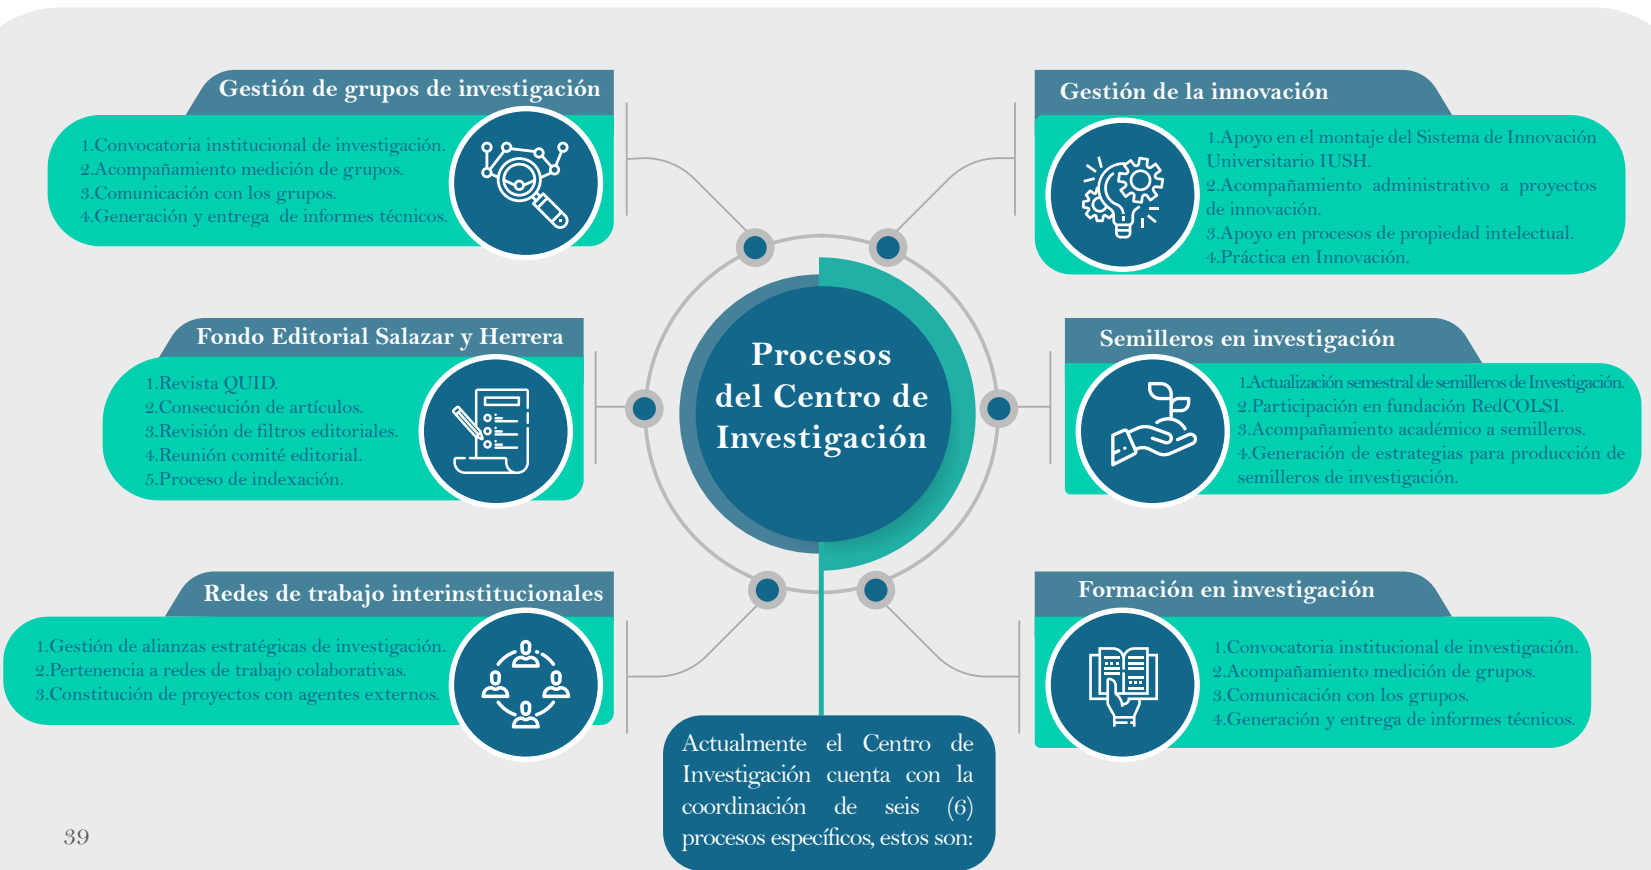 Gestión de grupos de investigación
1.Convocatoria institucional de investigación.
2.Acompañamiento medición de grupos.
3.Comunicación con los grupos.
4.Generación y entrega de informes técnicos.
Fondo Editorial Salazar y Herrera
1.Revista QUID.
2.Consecución de artículos.
3.Revisión de filtros editoriales.
4.Reunión comité editorial.
5.Proceso de indexación.
Redes de trabajo interinstitucionales
1.Gestión de alianzas estratégicas de investigación.
2.Pertenencia a redes de trabajo colaborativas.
3.Constitución de proyectos con agentes externos.
Procesos
del Centro de
Investigación
Actualmente el Centro de
Investigación cuenta con la
coordinación de seis (6)
procesos específicos, estos son:
Gestión de la innovación
1.Apoyo en el montaje del Sistema de Innovación
Universitario IUSH.
2.Acompañamiento administrativo a proyectos
de innovación.
3.Apoyo en procesos de propiedad intelectual.
4.Práctica en Innovación.
Semilleros en investigación
1.Actualización semestral de semilleros de Investigación.
2.Participación en fundación RedCOLSI.
3.Acompañamiento académico a semilleros.
4.Generación de estrategias para producción de
semilleros de investigación.
Formación en investigación
1.Convocatoria institucional de investigación.
2.Acompañamiento medición de grupos.
3.Comunicación con los grupos.
4.Generación y entrega de informes técnicos.
39